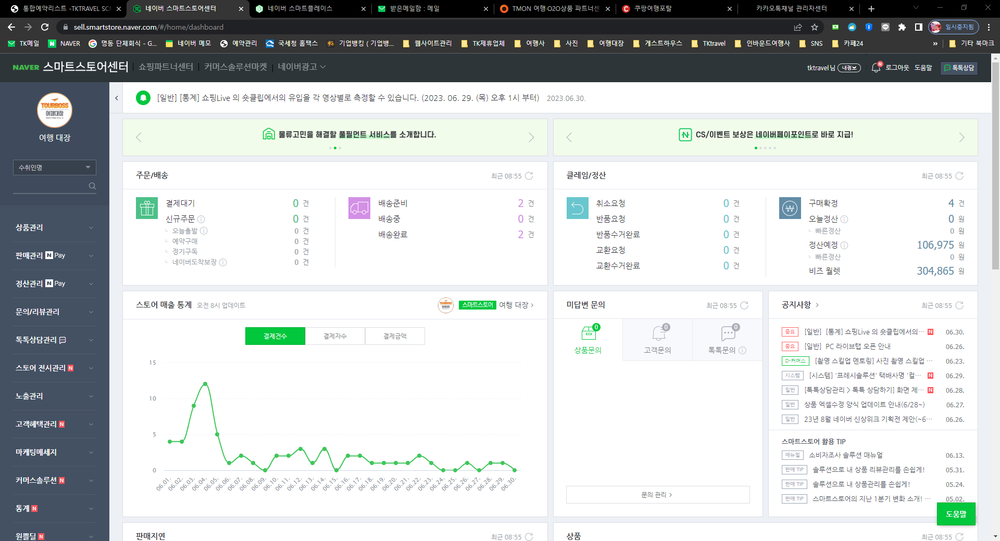 통합예약리스트 -TKTRAVEL SCM
네이버 스마트스토어센터
네이버 스마트플레이스
받은메일함 : 메일
TMON 여행·O2O상품 파트너센
쿠팡여행포탈
카카오톡채널 관리자센터
sell.smartstore.naver.com/#/home/dashboard
일시중지됨
TK메일
NAVER
명동 단체회식 - G...
네이버 메모
예약관리
국세청 홈택스
기업뱅킹 ( 기업뱅...
웹사이트관리
TK제휴업체
여행사
사진
여행대장
게스트하우스
TKtravel
인바운드여행사
SNS
카페24
»
기타 북마크
NAVER 스마트스토어센터
쇼핑파트너센터
커머스솔루션마켓
네이버광고
tktravel 님 내정보
N
로그아웃
도움말
톡톡상담
TOURBOSS
여행대장
여행 대장
수취인명
상품관리
판매관리 N Pay
정산관리 N Pay
문의/리뷰관리
톡톡상담관리
스토어 전시관리 N
노출관리
고객혜택관리 N
마케팅메세지
커머스솔루션 N
통계 N
원쁠딜 N
[일반] [통계] 쇼핑Live 의 숏클립에서의 유입을 각 영상별로 측정할 수 있습니다. (2023. 06. 29. (목) 오후 1시 부터) 2023.06.30.
물류고민을 해결할 풀필먼트 서비스를 소개합니다.
N CS/이벤트 보상은 네이버페이포인트로 바로 지급!
주문/배송
최근 08:55
결제대기 0 건
신규주문 0 건
오늘출발 0 건
예약구매 0 건
정기구독 0 건
네이버도착보장 0 건
배송준비 2 건
배송중 0 건
배송완료 2 건
클레임/정산
최근 08:55
취소요청 0 건
반품요청 0 건
반품수거완료 0 건
교환요청 0 건
교환수거완료 0 건
구매확정 4 건
오늘정산 0 원
빠른정산 0 원
정산예정 106,975 원
빠른정산 0 원
비즈 월렛 304,865 원
스토어 매출 통계 오전 8시 업데이트
스마트스토어 여행 대장
결제건수
결제자수
결제금액
15
10
5
0
06.01. 06.02. 06.03. 06.04. 06.05. 06.06. 06.07. 06.08. 06.09. 06.10. 06.11. 06.12. 06.13. 06.14. 06.15. 06.16. 06.17. 06.18. 06.19. 06.20. 06.21. 06.22. 06.23. 06.24. 06.25. 06.26. 06.27. 06.28. 06.29. 06.30.
미답변 문의
최근 08:55
0
상품문의
0
고객문의
0
톡톡문의
문의 관리
공지사항
최근 08:55
중요 [일반] [통계] 쇼핑Live 의 숏클립에서의··· N 06.30.
중요 [일반] PC 라이브탭 오픈 안내 06.26.
D-커머스 [촬영 스킬업 멘토링] 사진 촬영 스킬업 ··· 06.23.
시스템 [시스템] '프레시솔루션' 택배사명 '컬··· N 06.29.
일반 [톡톡상담관리 > 톡톡 상담하기] 화면 제··· N 06.28.
일반 상품 엑셀수정 양식 업데이트 안내(6/28~) 06.27.
일반 23년 8월 네이버 신상위크 기획전 제안(~6··· 06.26.
스마트스토어 활용 TIP
매뉴얼 소비자조사 솔루션 매뉴얼 06.13.
판매 TIP 솔루션으로 내 상품 리뷰관리를 손쉽게! 05.31.
판매 TIP 솔루션으로 내 상품관리를 손쉽게! 05.24.
판매 TIP 스마트스토어의 지난 1분기 변화 소개! ··· 05.02.
도움말
판매지연
최근 08:55
상품
최근 08:55